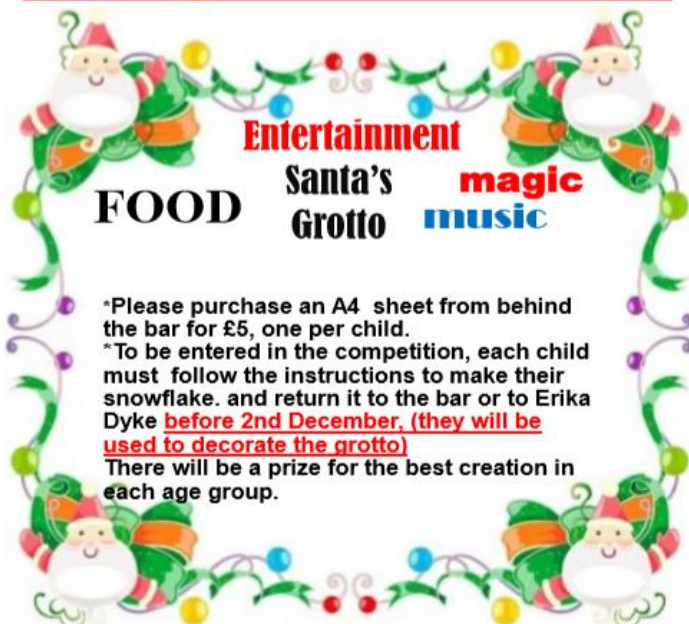 Entertainment
FOOD
Santa's
Grotto
magic
music
*Please purchase an A4 sheet from behind
the bar for £5, one per child.
*To be entered in the competition, each child
must follow the instructions to make their
snowflake. and return it to the bar or to Erika
Dyke before 2nd December, (they will be
used to decorate the grotto)
There will be a prize for the best creation in
each age group.